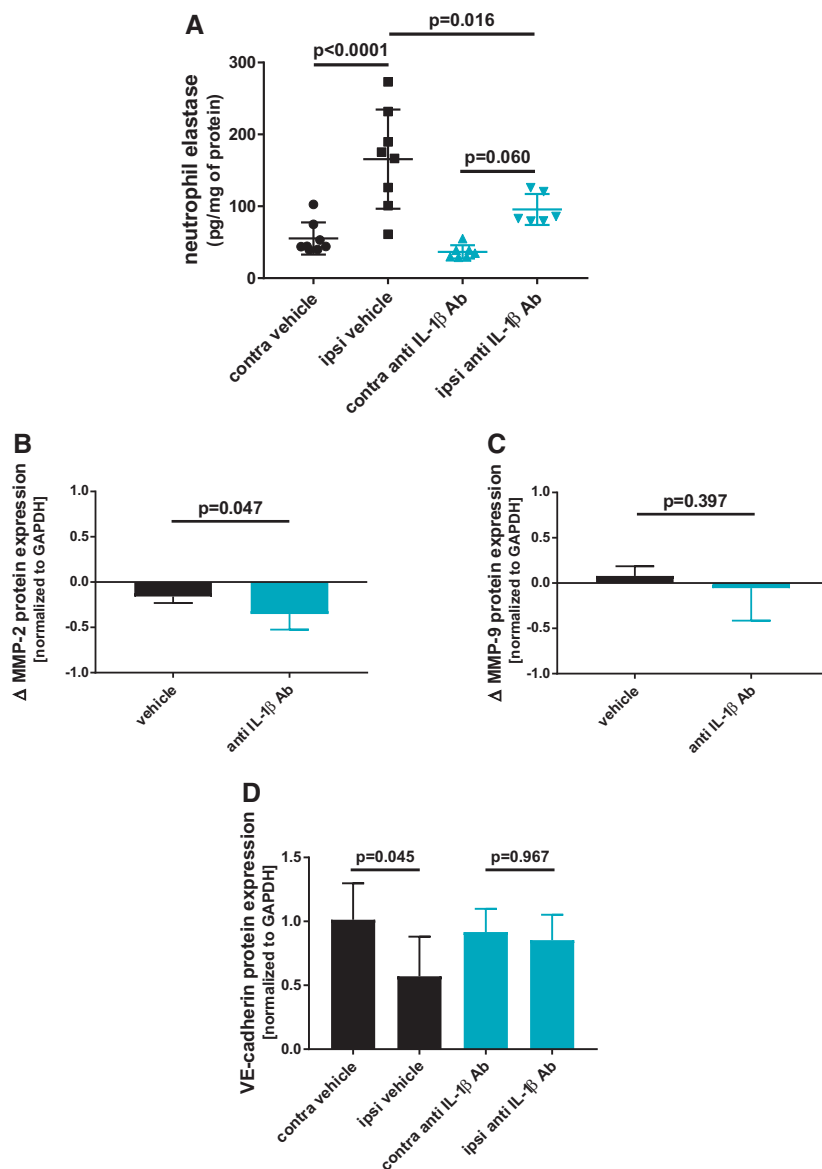 A
p=0.016
p<0.0001
p=0.060
neutrophil elastase
(pg/mg of protein)
300
200
100
0
contra vehicle
ipsi vehicle
contra anti IL-1β Ab
ipsi anti IL-1β Ab
B
Δ MMP-2 protein expression
[normalized to GAPDH]
p=0.047
1.0
0.5
0.0
-0.5
-1.0
vehicle
anti IL-1β Ab
C
Δ MMP-9 protein expression
[normalized to GAPDH]
p=0.397
1.0
0.5
0.0
-0.5
-1.0
vehicle
anti IL-1β Ab
D
VE-cadherin protein expression
[normalized to GAPDH]
p=0.045
p=0.967
1.5
1.0
0.5
0.0
contra vehicle
ipsi vehicle
contra anti IL-1β Ab
ipsi anti IL-1β Ab